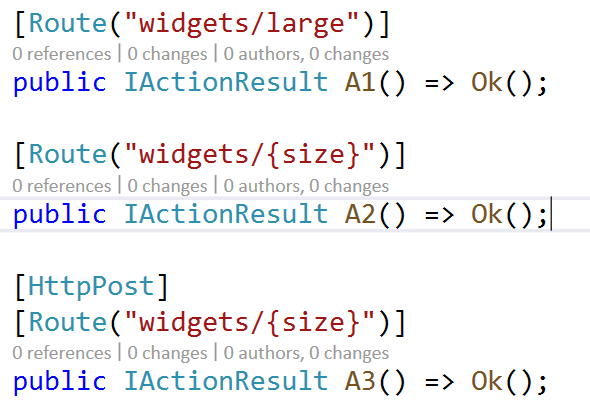 [Route("widgets/large")]
0 references | 0 changes | 0 authors, 0 changes
public IActionResult A1() => Ok();
[Route("widgets/{size}")]
0 references | 0 changes | 0 authors, 0 changes
public IActionResult A2() => Ok();
[HttpPost]
[Route("widgets/{size}")]
0 references | 0 changes | 0 authors, 0 changes
public IActionResult A3() => Ok();